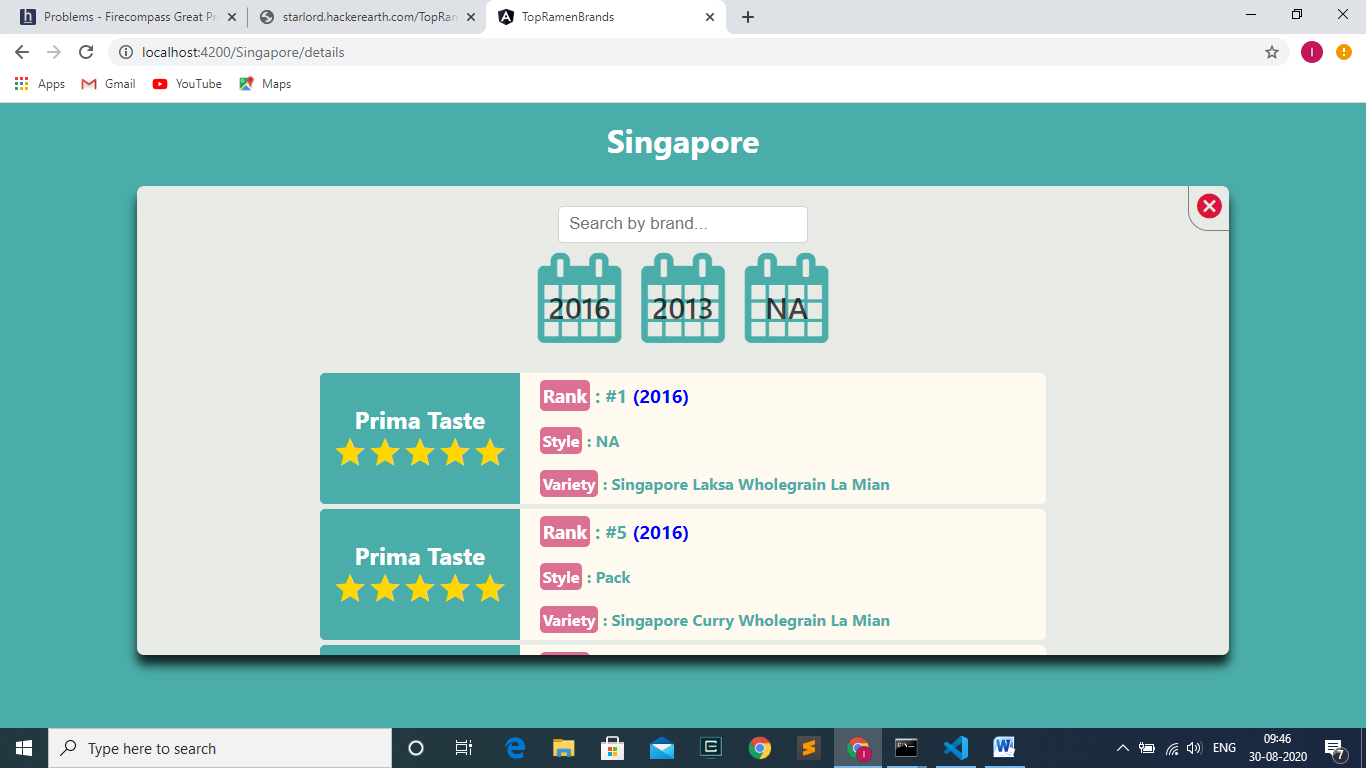 Problems - Firecompass Great Pr
starlord.hackerearth.com/TopRam
TopRamenBrands
localhost:4200/Singapore/details
I
Apps
Gmail
YouTube
Maps
Singapore
Search by brand...
2016
2013
NA
Prima Taste
Rank : #1 (2016)
Style : NA
Variety : Singapore Laksa Wholegrain La Mian
Prima Taste
Rank : #5 (2016)
Style : Pack
Variety : Singapore Curry Wholegrain La Mian
Type here to search
ENG
09:46
30-08-2020
7